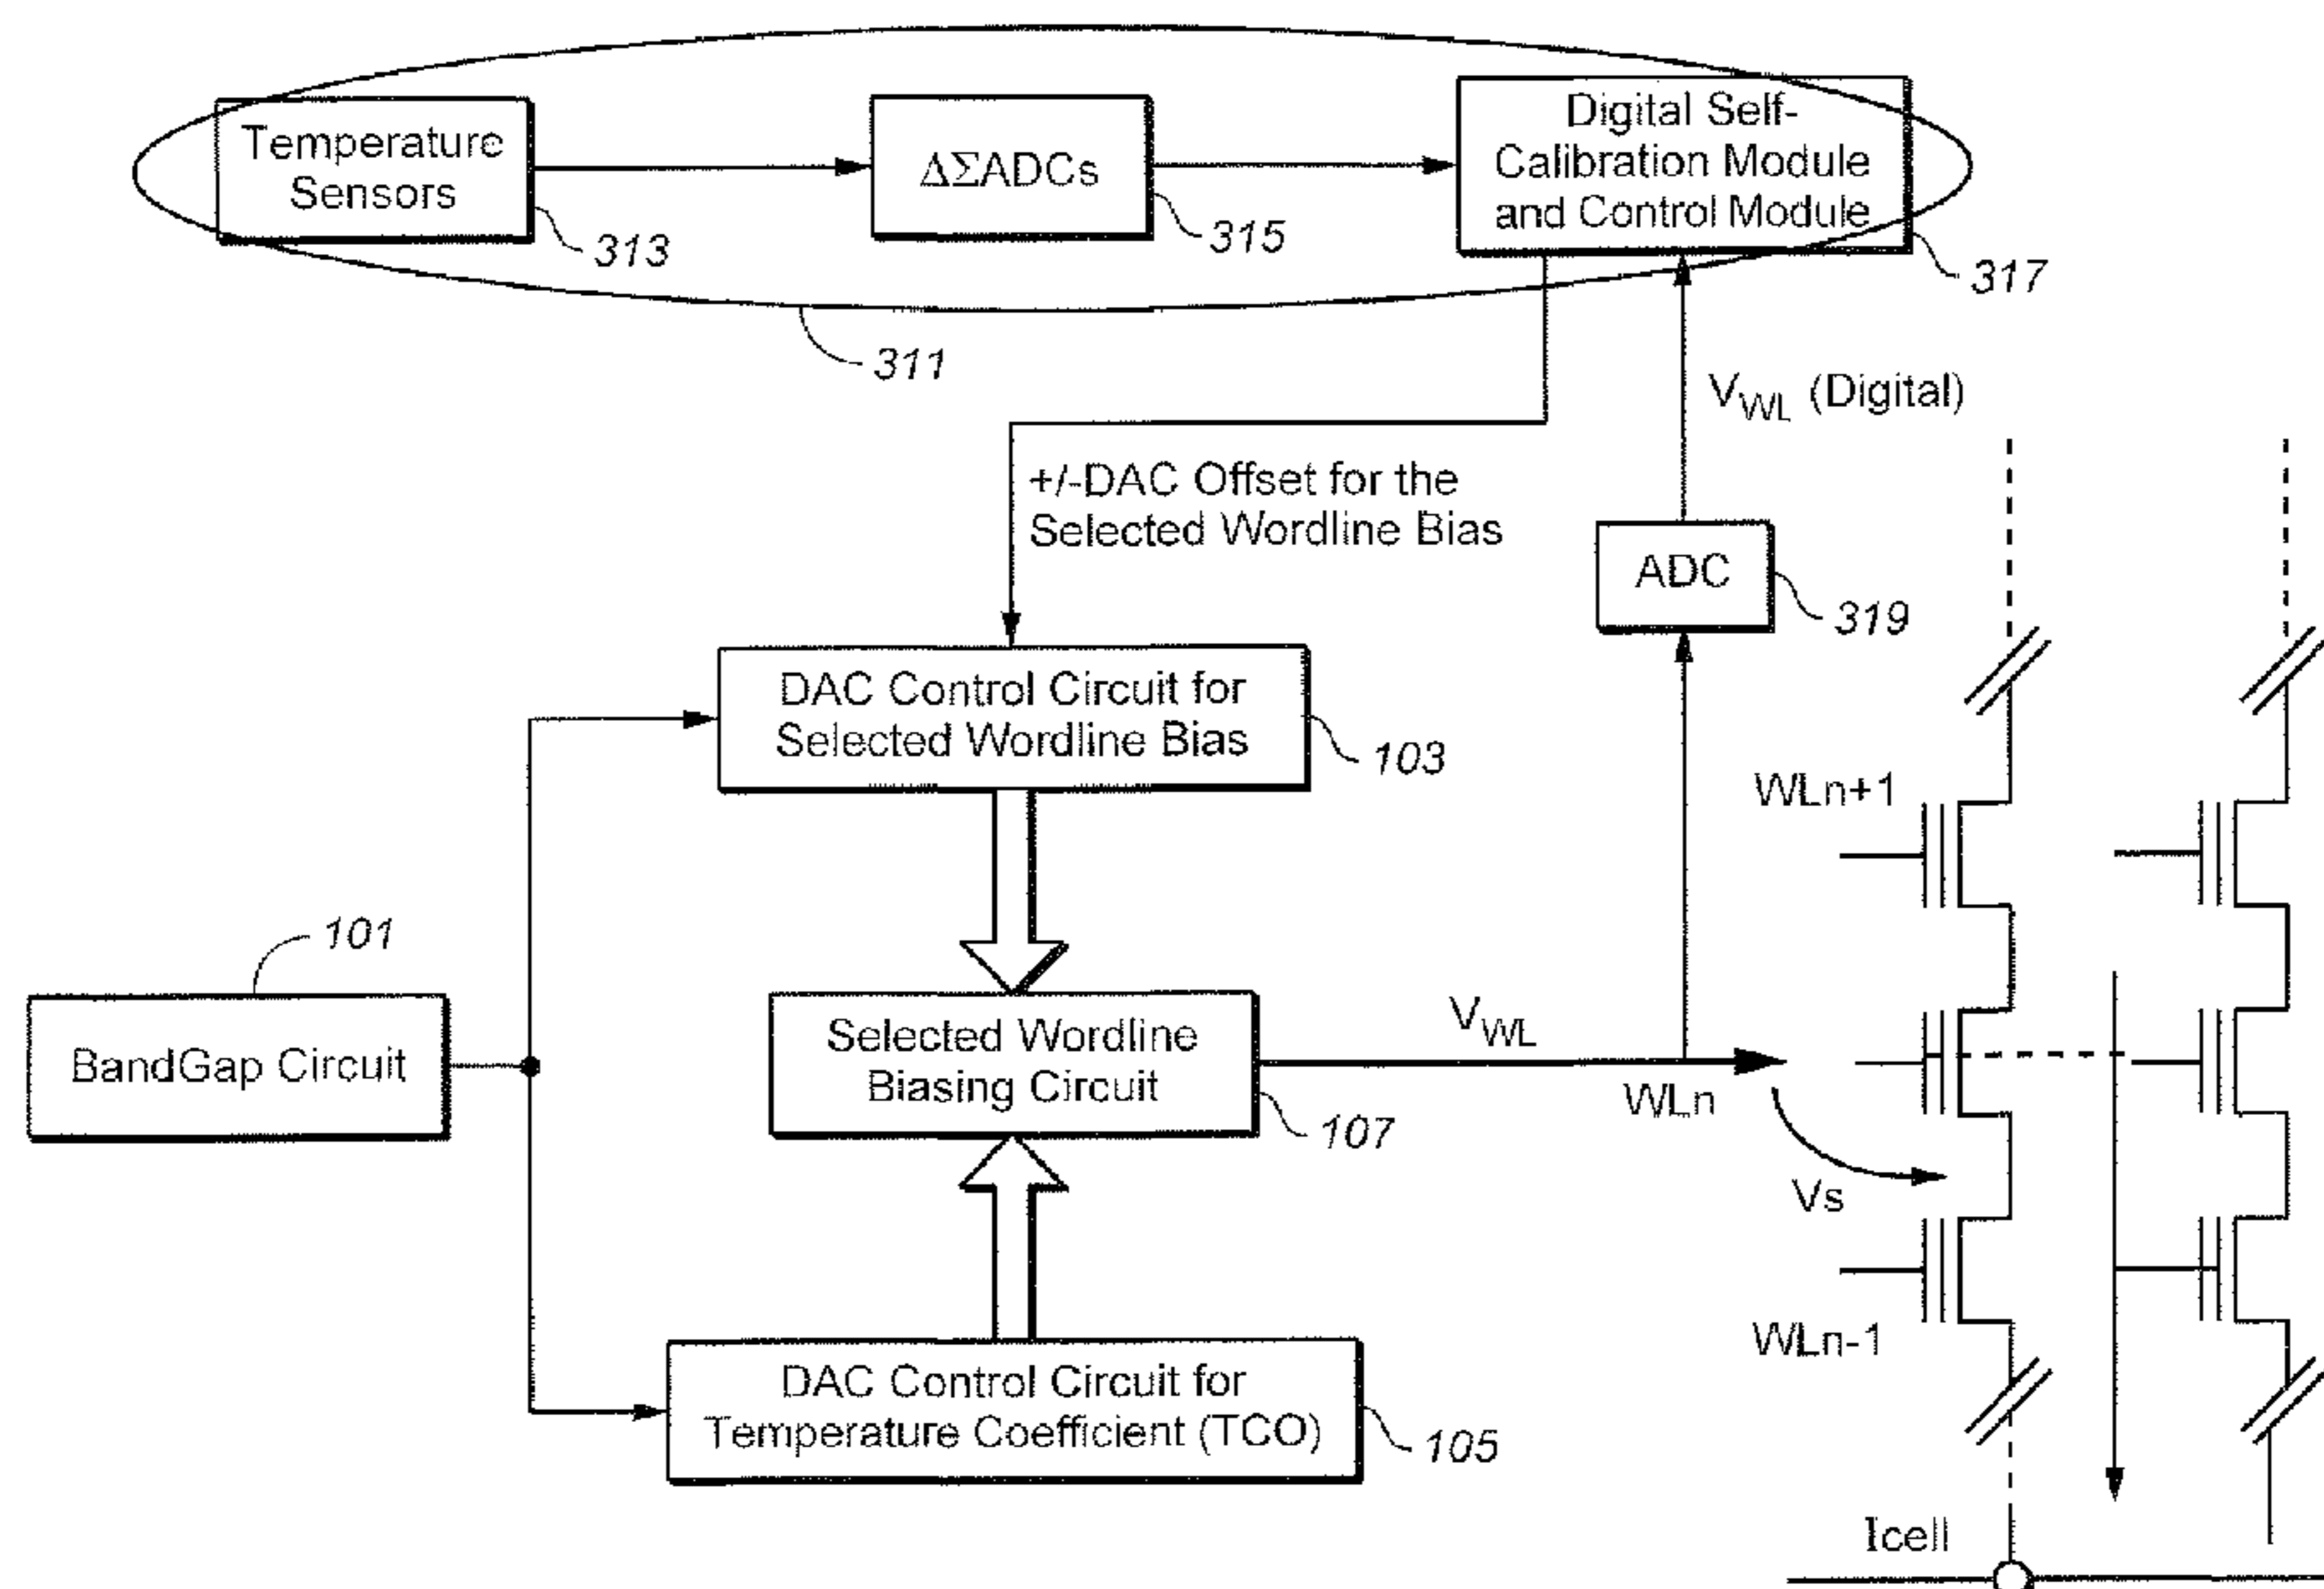 Temperature
Sensors
313
ΔΣADCs
315
Digital Self-
Calibration Module
and Control Module
317
311
V_WL (Digital)
+/-DAC Offset for the
Selected Wordline Bias
ADC
319
DAC Control Circuit for
Selected Wordline Bias
103
WLn+1
101
BandGap Circuit
Selected Wordline
Biasing Circuit
107
V_WL
WLn
Vs
WLn-1
DAC Control Circuit for
Temperature Coefficient (TCO)
105
Icell